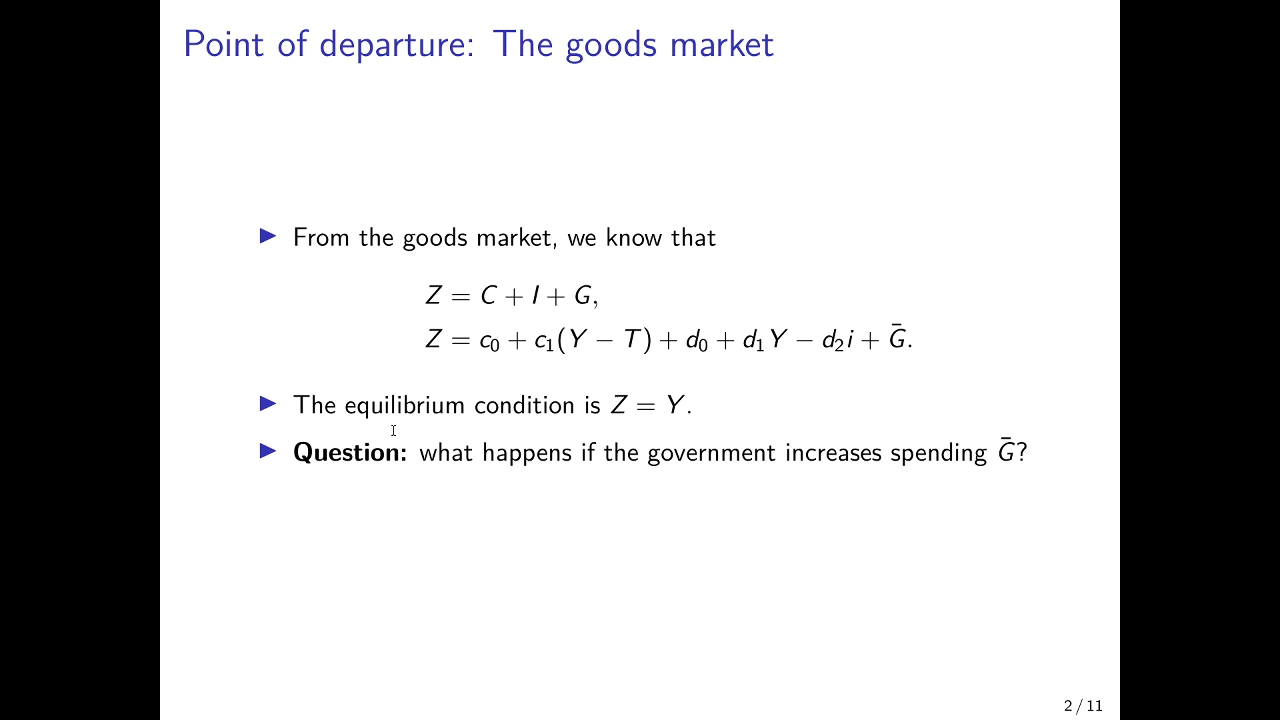 Point of departure: The goods market
▶ From the goods market, we know that
Z = C + I + G,
Z = c₀ + c₁(Y − T) + d₀ + d₁Y − d₂i + Ḡ.
▶ The equilibrium condition is Z = Y.
▶ Question: what happens if the government increases spending Ḡ?
2 / 11